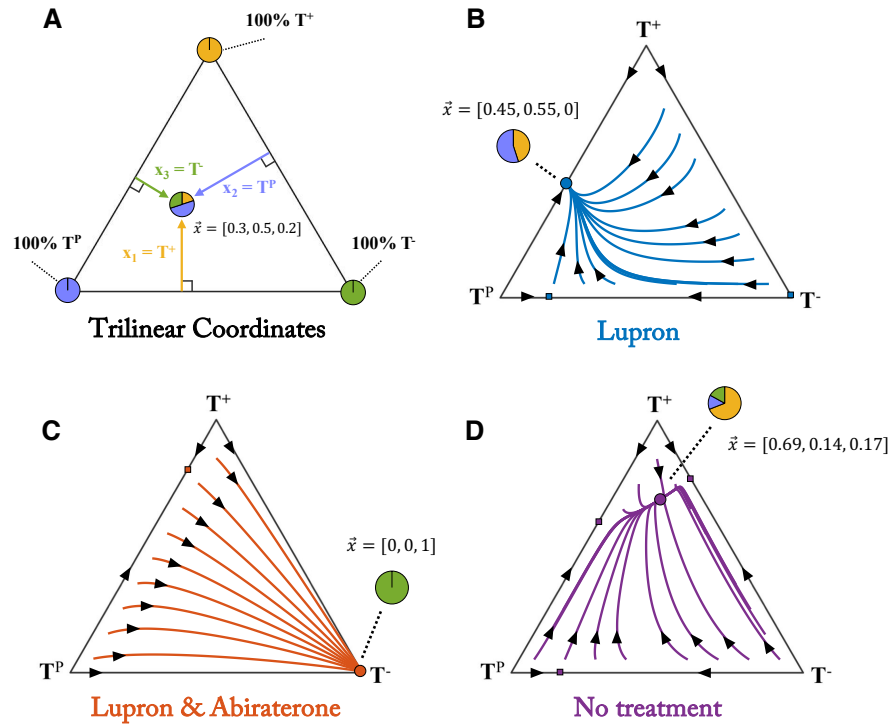 A
100% T⁺
x₃ = T⁻
x₂ = Tᴾ
x⃗ = [0.3, 0.5, 0.2]
x₁ = T⁺
100% Tᴾ
100% T⁻
Trilinear Coordinates
B
T⁺
x⃗ = [0.45, 0.55, 0]
Tᴾ
T⁻
Lupron
C
T⁺
x⃗ = [0, 0, 1]
Tᴾ
T⁻
Lupron & Abiraterone
D
T⁺
x⃗ = [0.69, 0.14, 0.17]
Tᴾ
T⁻
No treatment